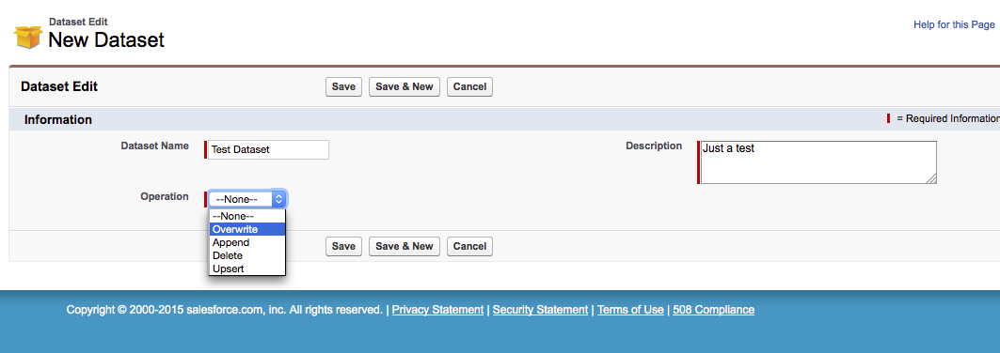 Dataset Edit
New Dataset
Help for this Page
Dataset Edit
Save
Save & New
Cancel
Information
= Required Information
Dataset Name
Test Dataset
Description
Just a test
Operation
--None--
--None--
Overwrite
Append
Delete
Upsert
Save
Save & New
Cancel
Copyright © 2000-2015 salesforce.com, inc. All rights reserved. | Privacy Statement | Security Statement | Terms of Use | 508 Compliance